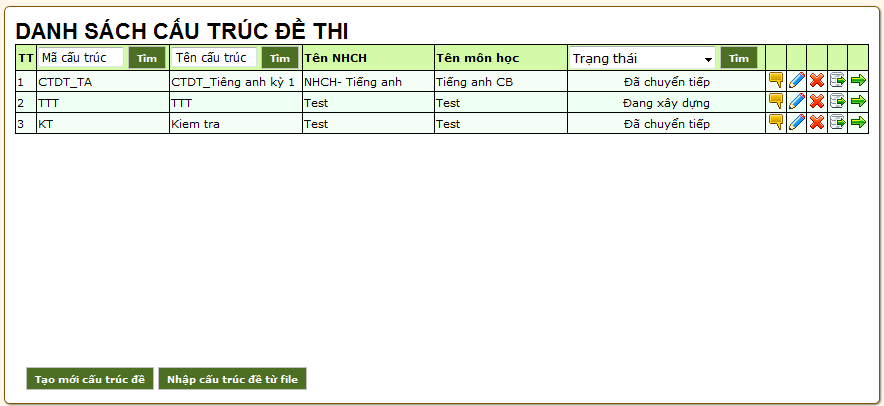 DANH SÁCH CẤU TRÚC ĐỀ THI
TT Mã cấu trúc Tìm Tên cấu trúc Tìm Tên NHCH Tên môn học Trạng thái Tìm
1 CTDT_TA CTDT_Tiêng anh kỳ 1 NHCH- Tiếng anh Tiếng anh CB Đã chuyển tiếp
2 TTT TTT Test Test Đang xây dựng
3 KT Kiem tra Test Test Đã chuyển tiếp
Tạo mới cấu trúc đề Nhập cấu trúc đề từ file